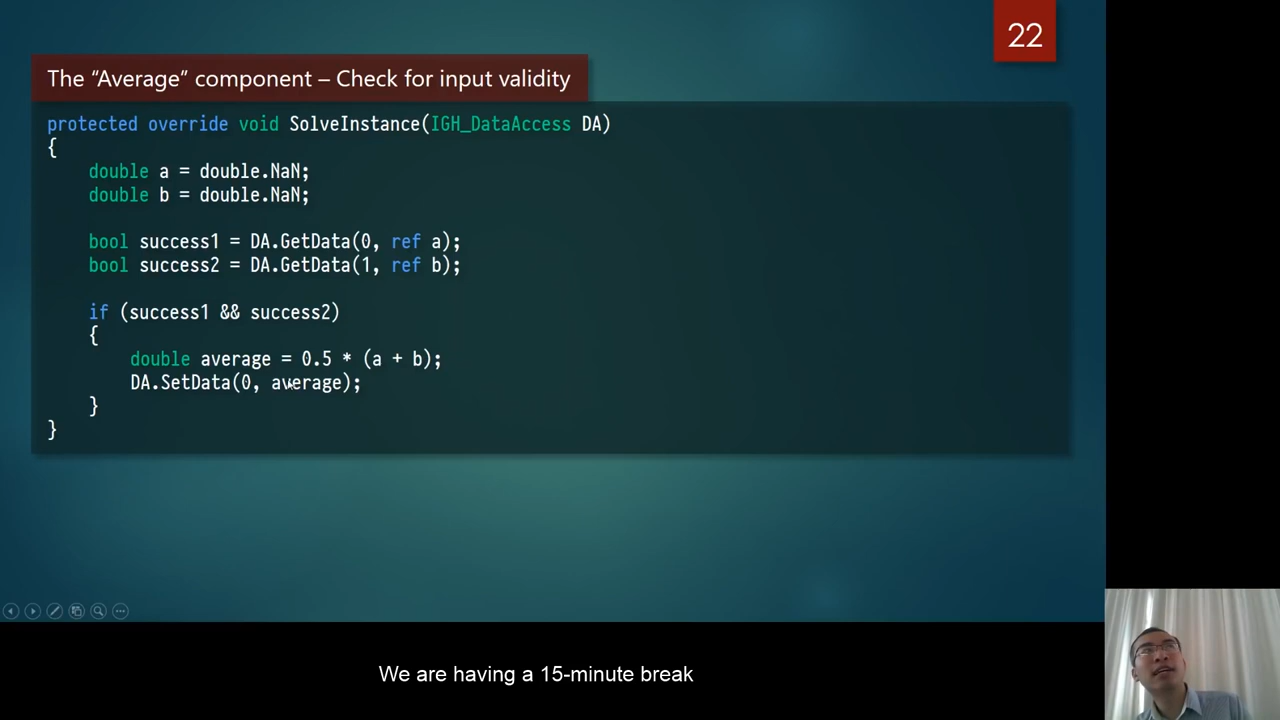 22
The “Average” component – Check for input validity
protected override void SolveInstance(IGH_DataAccess DA)
{
double a = double.NaN;
double b = double.NaN;
bool success1 = DA.GetData(0, ref a);
bool success2 = DA.GetData(1, ref b);
if (success1 && success2)
{
double average = 0.5 * (a + b);
DA.SetData(0, average);
}
}
We are having a 15-minute break